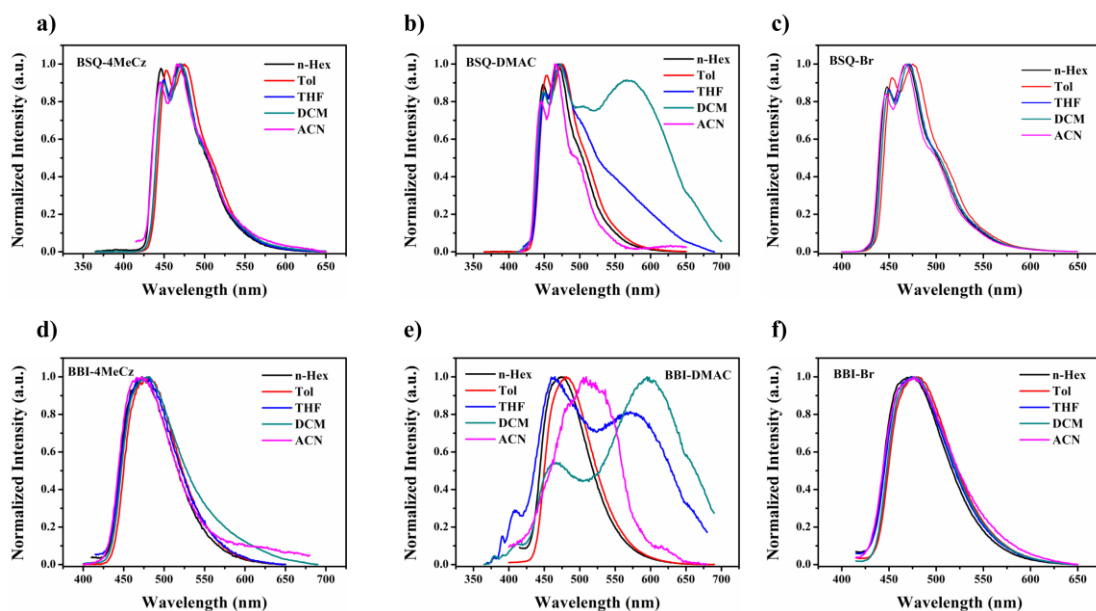 a)
BSQ-4MeCz
n-Hex
Tol
THF
DCM
ACN
Normalized Intensity (a.u.)
1.0
0.8
0.6
0.4
0.2
0.0
350 400 450 500 550 600 650
Wavelength (nm)
b)
BSQ-DMAC
n-Hex
Tol
THF
DCM
ACN
Normalized Intensity (a.u.)
1.0
0.8
0.6
0.4
0.2
0.0
350 400 450 500 550 600 650 700
Wavelength (nm)
c)
BSQ-Br
n-Hex
Tol
THF
DCM
ACN
Normalized Intensity (a.u.)
1.0
0.8
0.6
0.4
0.2
0.0
400 450 500 550 600 650
Wavelength (nm)
d)
BBI-4MeCz
n-Hex
Tol
THF
DCM
ACN
Normalized Intensity (a.u.)
1.0
0.8
0.6
0.4
0.2
0.0
400 450 500 550 600 650 700
Wavelength (nm)
e)
n-Hex
Tol
THF
DCM
ACN
BBI-DMAC
Normalized Intensity (a.u.)
1.0
0.8
0.6
0.4
0.2
0.0
350 400 450 500 550 600 650 700
Wavelength (nm)
f)
BBI-Br
n-Hex
Tol
THF
DCM
ACN
Normalized Intensity (a.u.)
1.0
0.8
0.6
0.4
0.2
0.0
400 450 500 550 600 650
Wavelength (nm)